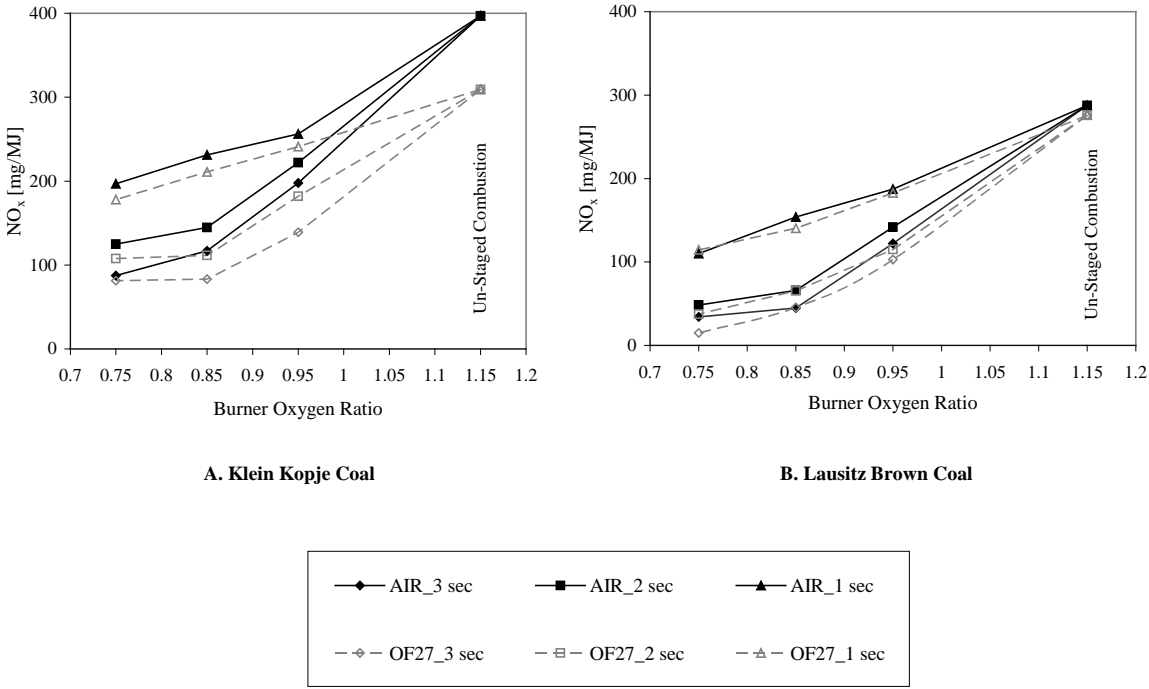 400
300
200
100
0
NOx [mg/MJ]
0.7 0.75 0.8 0.85 0.9 0.95 1 1.05 1.1 1.15 1.2
Burner Oxygen Ratio
Un-Staged Combustion
A. Klein Kopje Coal
400
300
200
100
0
NOx [mg/MJ]
0.7 0.75 0.8 0.85 0.9 0.95 1 1.05 1.1 1.15 1.2
Burner Oxygen Ratio
Un-Staged Combustion
B. Lausitz Brown Coal
AIR_3 sec AIR_2 sec AIR_1 sec
OF27_3 sec OF27_2 sec OF27_1 sec